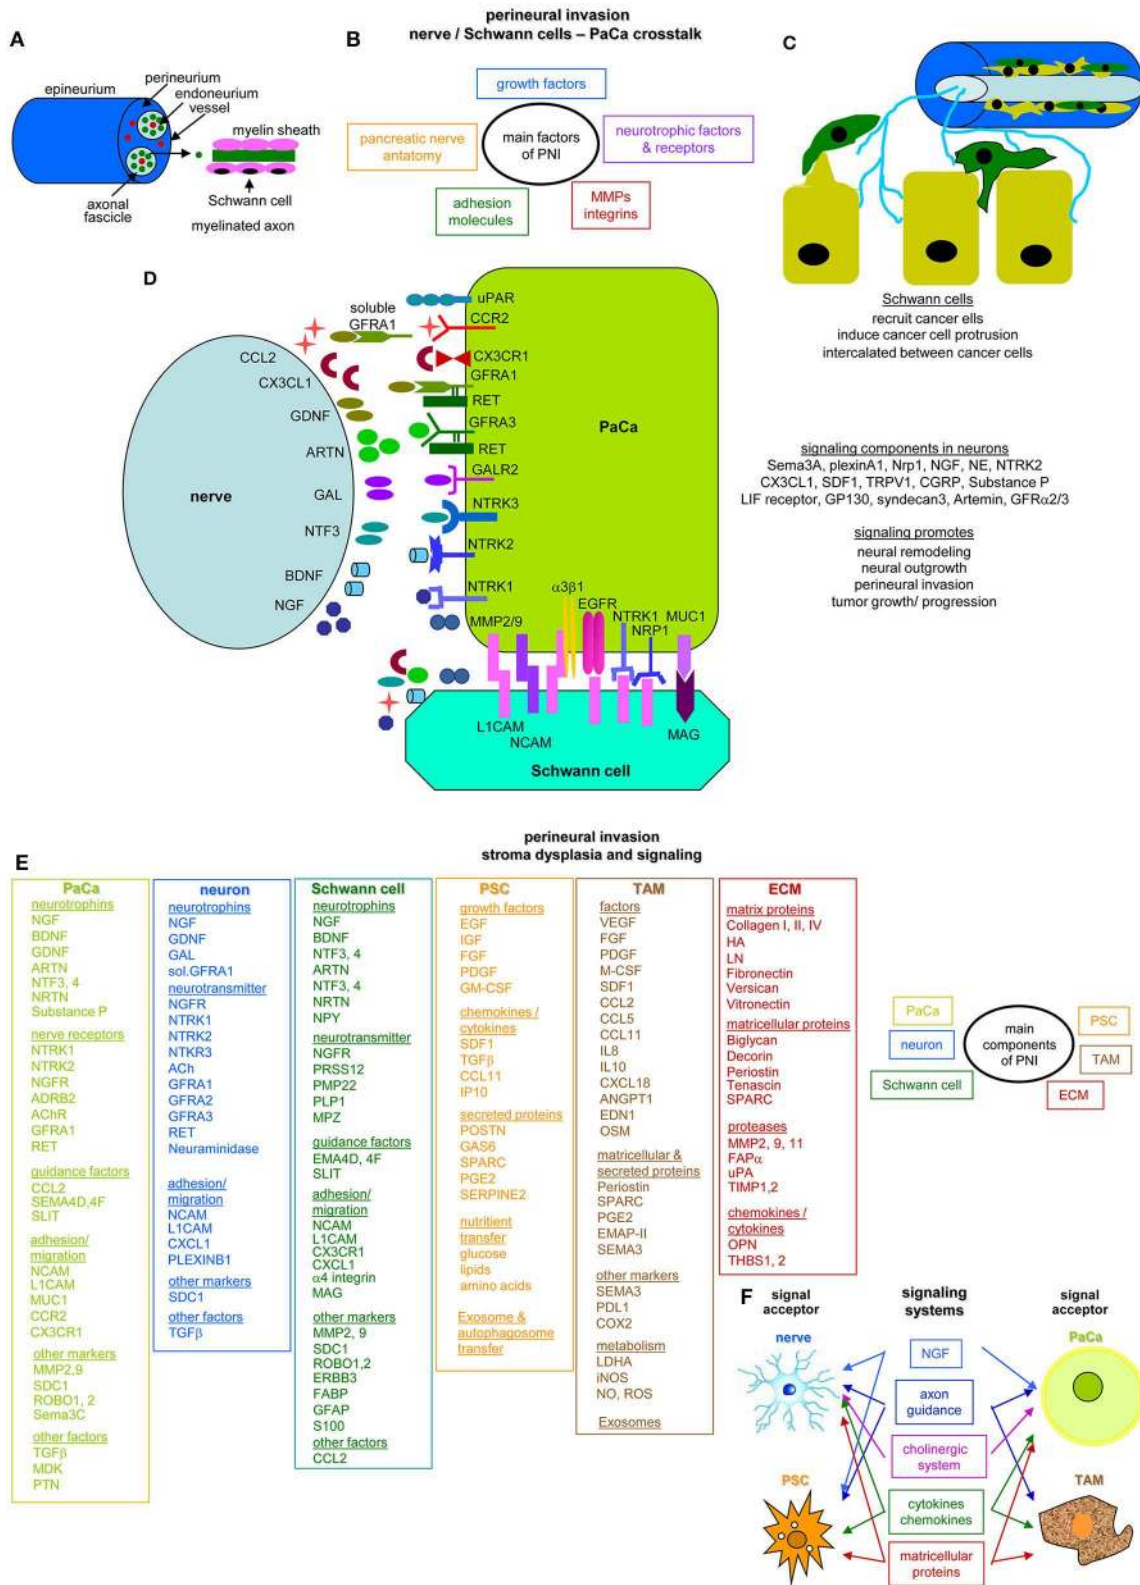 perineural invasion
nerve / Schwann cells – PaCa crosstalk
A
epineurium
perineurium
endoneurium
vessel
myelin sheath
Schwann cell
axonal
fascicle
myelinated axon
B
growth factors
pancreatic nerve
antatomy
main factors
of PNI
neurotrophic factors
& receptors
adhesion
molecules
MMPs
integrins
C
Schwann cells
recruit cancer ells
induce cancer cell protrusion
intercalated between cancer cells
signaling components in neurons
Sema3A, plexinA1, Nrp1, NGF, NE, NTRK2
CX3CL1, SDF1, TRPV1, CGRP, Substance P
LIF receptor, GP130, syndecan3, Artemin, GFRα2/3
signaling promotes
neural remodeling
neural outgrowth
perineural invasion
tumor growth/ progression
D
nerve
CCL2
CX3CL1
GDNF
ARTN
GAL
NTF3
BDNF
NGF
soluble
GFRA1
uPAR
CCR2
CX3CR1
GFRA1
RET
GFRA3
RET
GALR2
NTRK3
NTRK2
NTRK1
MMP2/9
PaCa
α3β1
EGFR
NTRK1
NRP1
MUC1
L1CAM
NCAM
MAG
Schwann cell
perineural invasion
stroma dysplasia and signaling
E
PaCa
neurotrophins
NGF
BDNF
GDNF
ARTN
NTF3, 4
NRTN
Substance P
nerve receptors
NTRK1
NTRK2
NGFR
ADRB2
AChR
GFRA1
RET
guidance factors
CCL2
SEMA4D,4F
SLIT
adhesion/
migration
NCAM
L1CAM
MUC1
CCR2
CX3CR1
other markers
MMP2,9
SDC1
ROBO1, 2
Sema3C
other factors
TGFβ
MDK
PTN
neuron
neurotrophins
NGF
GDNF
GAL
sol.GFRA1
neurotransmitter
NGFR
NTRK1
NTRK2
NTKR3
ACh
GFRA1
GFRA2
GFRA3
RET
Neuraminidase
adhesion/
migration
NCAM
L1CAM
CXCL1
PLEXINB1
other markers
SDC1
other factors
TGFβ
Schwann cell
neurotrophins
NGF
BDNF
NTF3, 4
ARTN
NTF3, 4
NRTN
NPY
neurotransmitter
NGFR
PRSS12
PMP22
PLP1
MPZ
guidance factors
EMA4D, 4F
SLIT
adhesion/
migration
NCAM
L1CAM
CX3CR1
CXCL1
α4 integrin
MAG
other markers
MMP2, 9
SDC1
ROBO1,2
ERBB3
FABP
GFAP
S100
other factors
CCL2
PSC
growth factors
EGF
IGF
FGF
PDGF
GM-CSF
chemokines /
cytokines
SDF1
TGFβ
CCL11
IP10
secreted proteins
POSTN
GAS6
SPARC
PGE2
SERPINE2
nutritient
transfer
glucose
lipids
amino acids
Exosome &
autophagosome
transfer
TAM
factors
VEGF
FGF
PDGF
M-CSF
SDF1
CCL2
CCL5
CCL11
IL8
IL10
CXCL18
ANGPT1
EDN1
OSM
matricellular &
secreted proteins
Periostin
SPARC
PGE2
EMAP-II
SEMA3
other markers
SEMA3
PDL1
COX2
metabolism
LDHA
iNOS
NO, ROS
Exosomes
ECM
matrix proteins
Collagen I, II, IV
HA
LN
Fibronectin
Versican
Vitronectin
matricellular proteins
Biglycan
Decorin
Periostin
Tenascin
SPARC
proteases
MMP2, 9, 11
FAPα
uPA
TIMP1,2
chemokines /
cytokines
OPN
THBS1, 2
PaCa
neuron
Schwann cell
main
components
of PNI
PSC
TAM
ECM
F
signal
acceptor
signaling
systems
signal
acceptor
nerve
PaCa
NGF
axon
guidance
cholinergic
system
PSC
TAM
cytokines
chemokines
matricellular
proteins